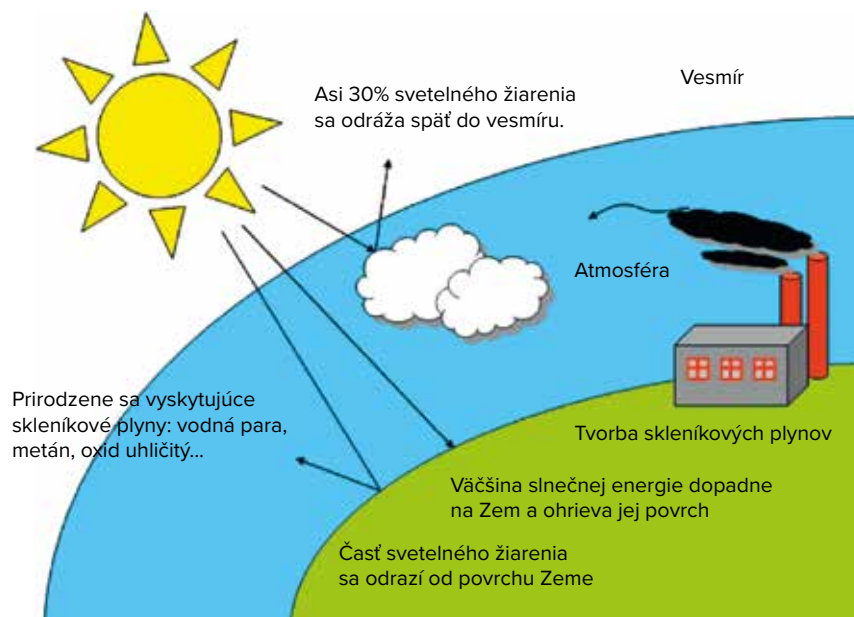 Vesmír
Asi 30% svetelného žiarenia
sa odráža späť do vesmíru.
Atmosféra
Prirodzene sa vyskytujúce
skleníkové plyny: vodná para,
metán, oxid uhličitý...
Tvorba skleníkových plynov
Väčšina slnečnej energie dopadne
na Zem a ohrieva jej povrch
Časť svetelného žiarenia
sa odrazí od povrchu Zeme